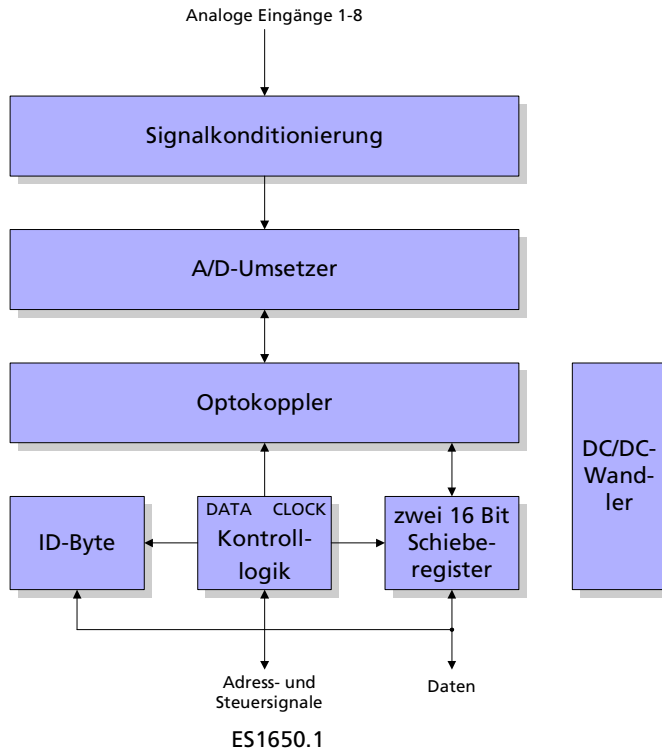 Analoge Eingänge 1-8
Signalkonditionierung
A/D-Umsetzer
Optokoppler
DC/DC-
Wand-
ler
ID-Byte
DATA CLOCK
Kontroll-
logik
zwei 16 Bit
Schiebe-
register
Adress- und
Steuersignale
Daten
ES1650.1